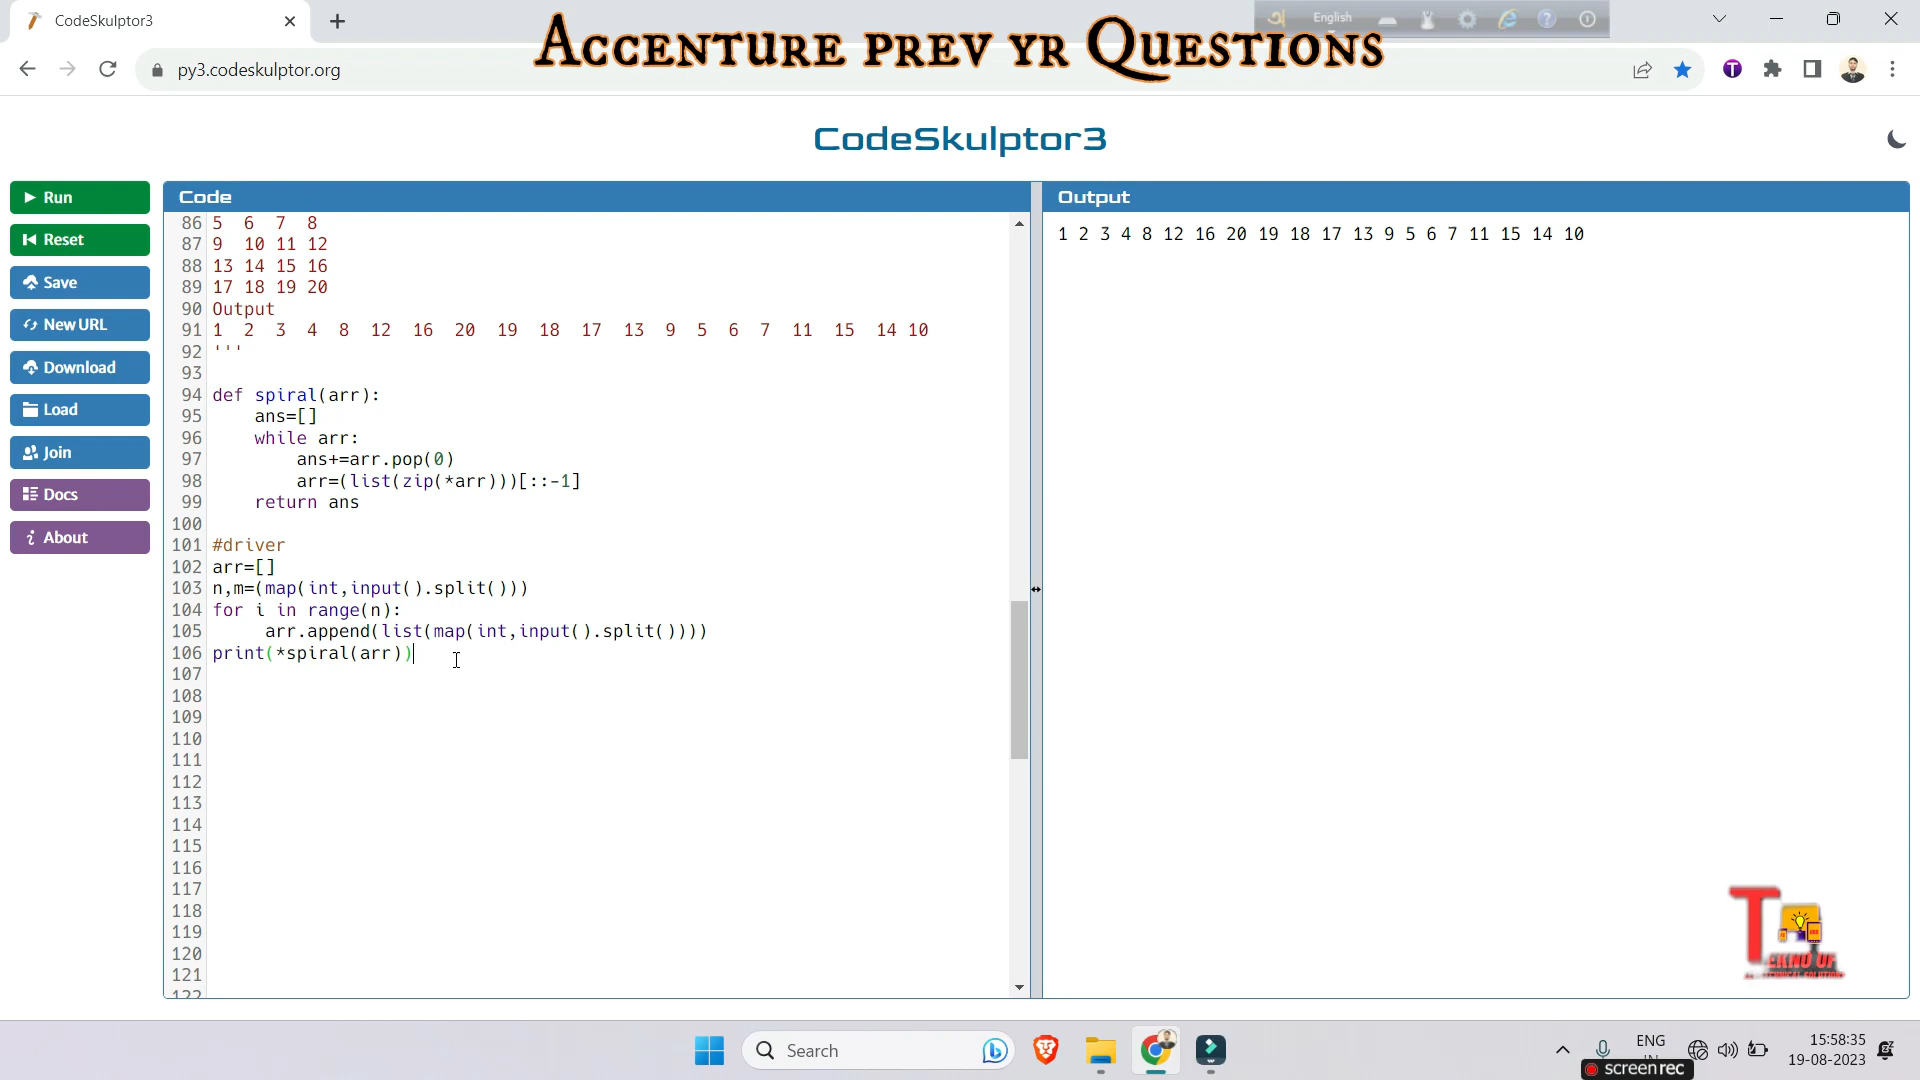 CodeSkulptor3
English
ACCENTURE PREV YR QUESTIONS
py3.codeskulptor.org
CodeSkulptor3
Run
Reset
Save
New URL
Download
Load
Join
Docs
About
Code
86 5 6 7 8
87 9 10 11 12
88 13 14 15 16
89 17 18 19 20
90 Output
91 1 2 3 4 8 12 16 20 19 18 17 13 9 5 6 7 11 15 14 10
92 '''
93
94 def spiral(arr):
95 ans=[]
96 while arr:
97 ans+=arr.pop(0)
98 arr=(list(zip(*arr)))[::-1]
99 return ans
100
101 #driver
102 arr=[]
103 n,m=(map(int,input().split()))
104 for i in range(n):
105 arr.append(list(map(int,input().split())))
106 print(*spiral(arr))
107
108
109
110
111
112
113
114
115
116
117
118
119
120
121
122
Output
1 2 3 4 8 12 16 20 19 18 17 13 9 5 6 7 11 15 14 10
Search
ENG
15:58:35
19-08-2023
screenrec